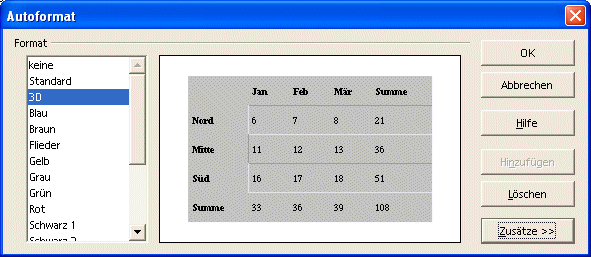 Autoformat
Format
keine
Standard
3D
Blau
Braun
Flieder
Gelb
Grau
Grün
Rot
Schwarz 1
Schwarz 2
Jan Feb Mär Summe
Nord 6 7 8 21
Mitte 11 12 13 36
Süd 16 17 18 51
Summe 33 36 39 108
OK
Abbrechen
Hilfe
Hinzufügen
Löschen
Zusätze >>